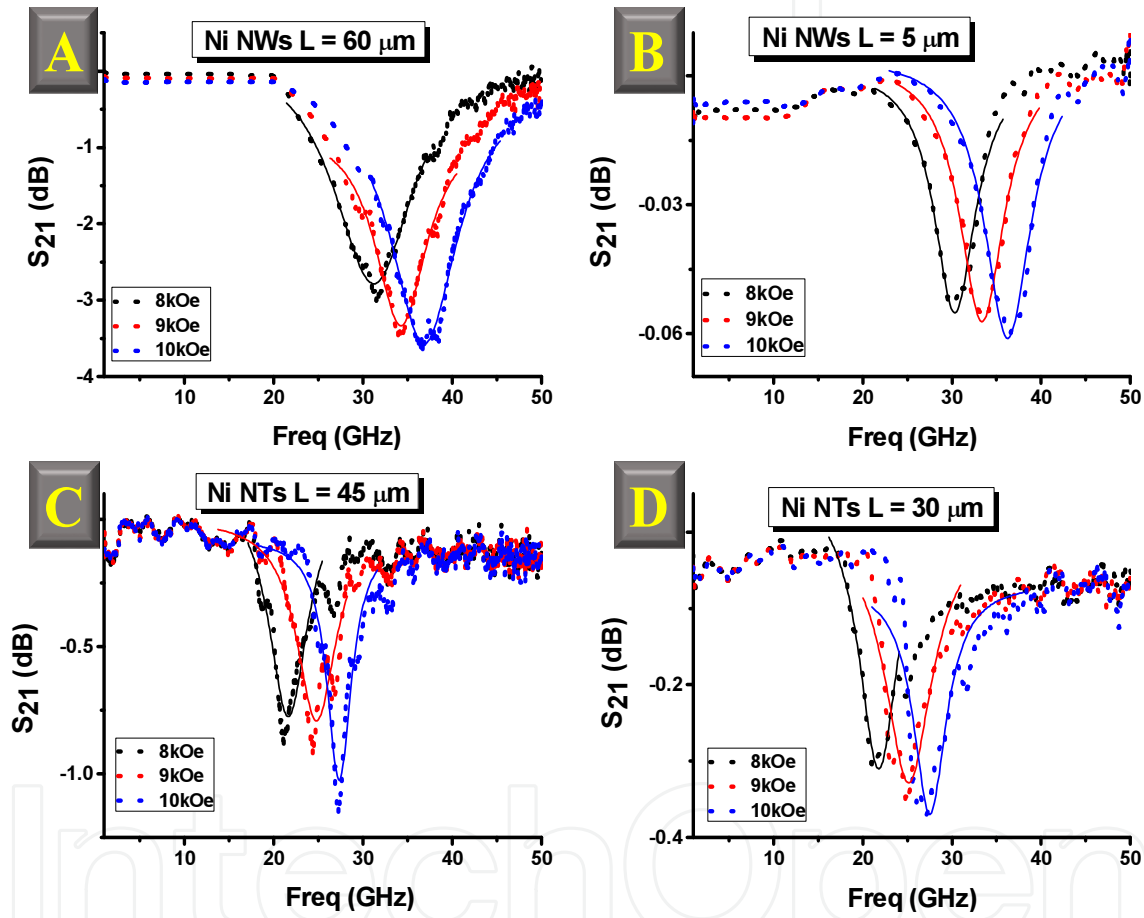 A
Ni NWs L = 60 μm
S21 (dB)
-1
-2
-3
-4
8kOe
9kOe
10kOe
10 20 30 40 50
Freq (GHz)
B
Ni NWs L = 5 μm
S21 (dB)
-0.03
-0.06
8kOe
9kOe
10kOe
10 20 30 40 50
Freq (GHz)
C
Ni NTs L = 45 μm
S21 (dB)
-0.5
-1.0
8kOe
9kOe
10kOe
10 20 30 40 50
Freq (GHz)
D
Ni NTs L = 30 μm
S21 (dB)
-0.2
-0.4
8kOe
9kOe
10kOe
10 20 30 40 50
Freq (GHz)
IntechOpen